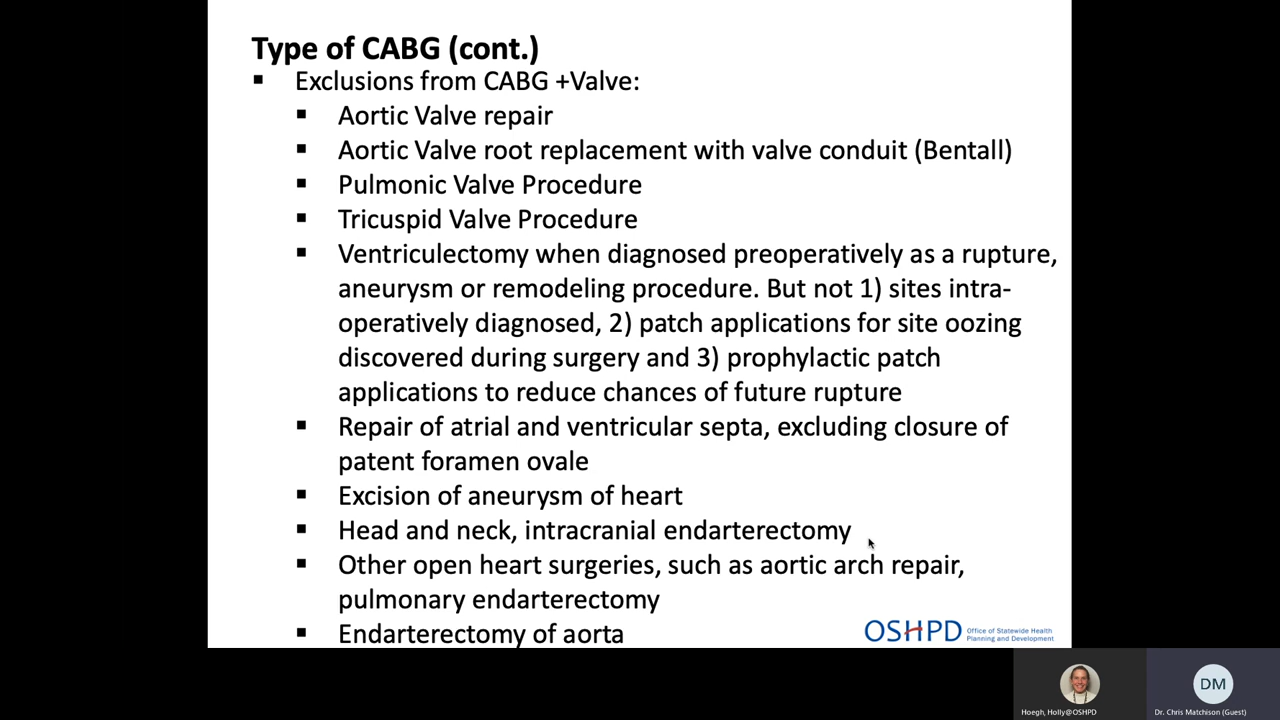 Type of CABG (cont.)
▪ Exclusions from CABG +Valve:
▪ Aortic Valve repair
▪ Aortic Valve root replacement with valve conduit (Bentall)
▪ Pulmonic Valve Procedure
▪ Tricuspid Valve Procedure
▪ Ventriculectomy when diagnosed preoperatively as a rupture,
aneurysm or remodeling procedure. But not 1) sites intra-
operatively diagnosed, 2) patch applications for site oozing
discovered during surgery and 3) prophylactic patch
applications to reduce chances of future rupture
▪ Repair of atrial and ventricular septa, excluding closure of
patent foramen ovale
▪ Excision of aneurysm of heart
▪ Head and neck, intracranial endarterectomy
▪ Other open heart surgeries, such as aortic arch repair,
pulmonary endarterectomy
▪ Endarterectomy of aorta
OSHPD
Office of Statewide Health
Planning and Development
DM
Hoegh, Holly@OSHPD
Dr. Chris Matchison (Guest)